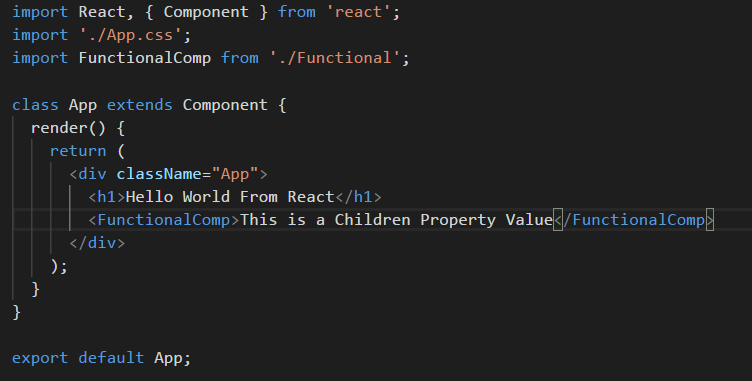 import React, { Component } from 'react';
import './App.css';
import FunctionalComp from './Functional';

class App extends Component {
  render() {
    return (
      <div className="App">
        <h1>Hello World From React</h1>
        <FunctionalComp>This is a Children Property Value</FunctionalComp>
      </div>
    );
  }
}

export default App;